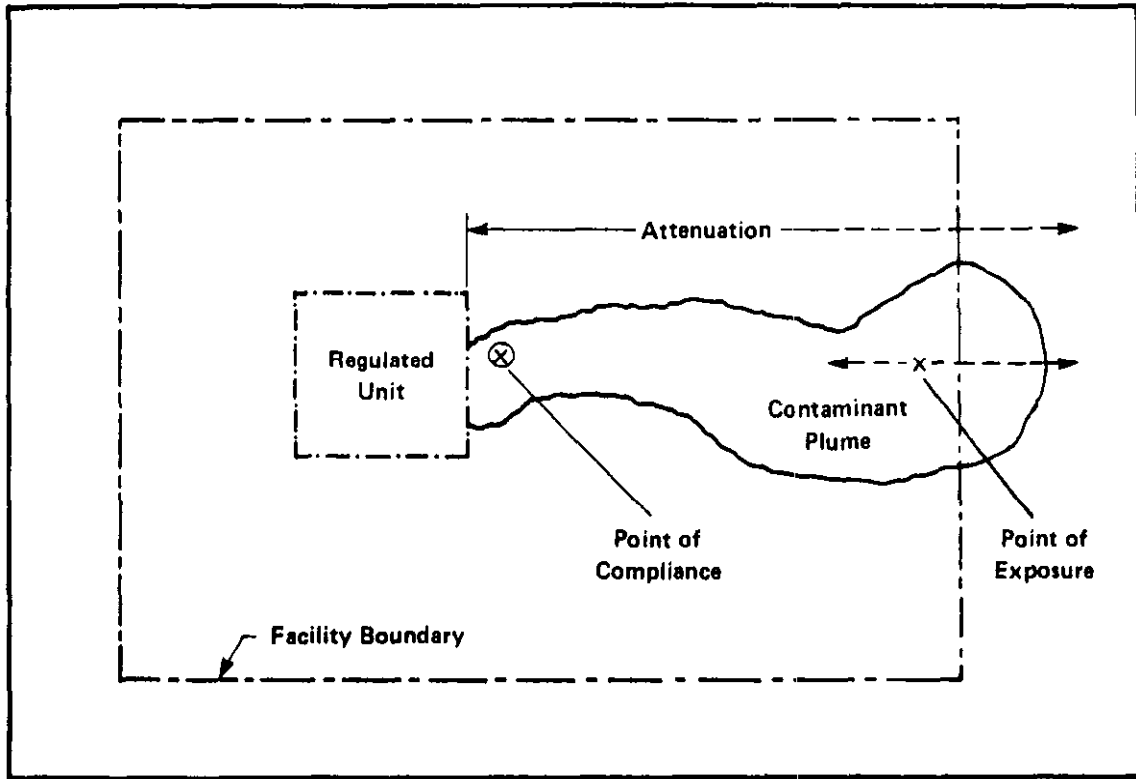 Attenuation
Regulated
Unit
Contaminant
Plume
Point of
Compliance
Point of
Exposure
Facility Boundary